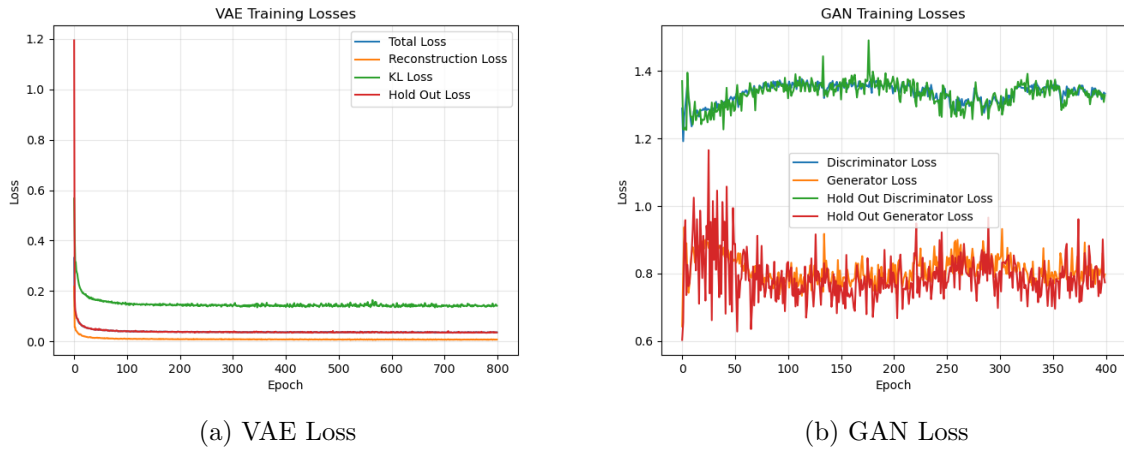 VAE Training Losses
1.2
1.0
0.8
0.6
0.4
0.2
0.0
Loss
Total Loss
Reconstruction Loss
KL Loss
Hold Out Loss
0 100 200 300 400 500 600 700 800
Epoch
(a) VAE Loss
GAN Training Losses
1.4
1.2
1.0
0.8
0.6
Loss
Discriminator Loss
Generator Loss
Hold Out Discriminator Loss
Hold Out Generator Loss
0 50 100 150 200 250 300 350 400
Epoch
(b) GAN Loss